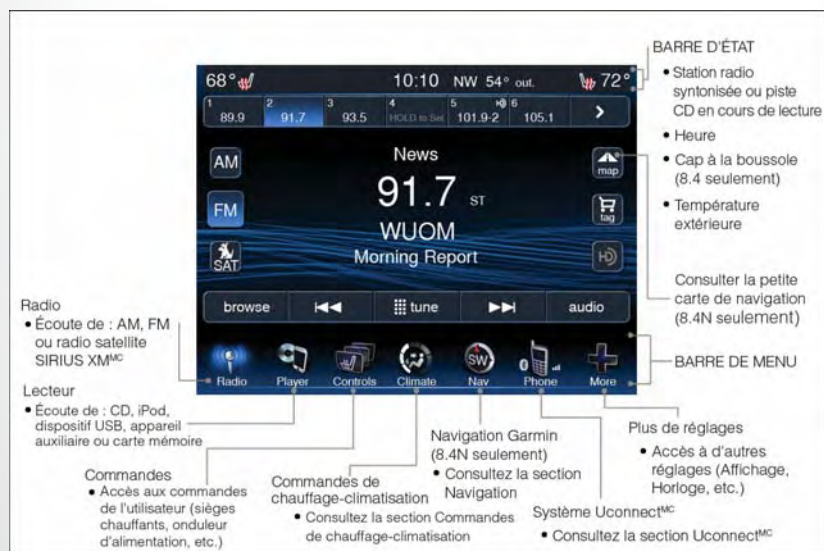 68°
10:10 NW 54° out.
72°
1 89.9
2 91.7
3 93.5
4 HOLD to Set
5 101.9-2
6 105.1
>
AM
News
map
FM
91.7 ST
tag
SAT
WUOM
HD
Morning Report
browse
tune
audio
Radio
Player
Controls
Climate
SW
Nav
Phone
More
BARRE D'ÉTAT
• Station radio
syntonisée ou piste
CD en cours de lecture
• Heure
• Cap à la boussole
(8.4 seulement)
• Température
extérieure
Consulter la petite
carte de navigation
(8.4N seulement)
BARRE DE MENU
Radio
• Écoute de : AM, FM
ou radio satellite
SIRIUS XMᴹᶜ
Lecteur
• Écoute de : CD, iPod,
dispositif USB, appareil
auxiliaire ou carte mémoire
Commandes
• Accès aux commandes
de l'utilisateur (sièges
chauffants, onduleur
d'alimentation, etc.)
Commandes de
chauffage-climatisation
• Consultez la section Commandes
de chauffage-climatisation
Navigation Garmin
(8.4N seulement)
• Consultez la section
Navigation
Système Uconnectᴹᶜ
• Consultez la section Uconnectᴹᶜ
Plus de réglages
• Accès à d'autres
réglages (Affichage,
Horloge, etc.)